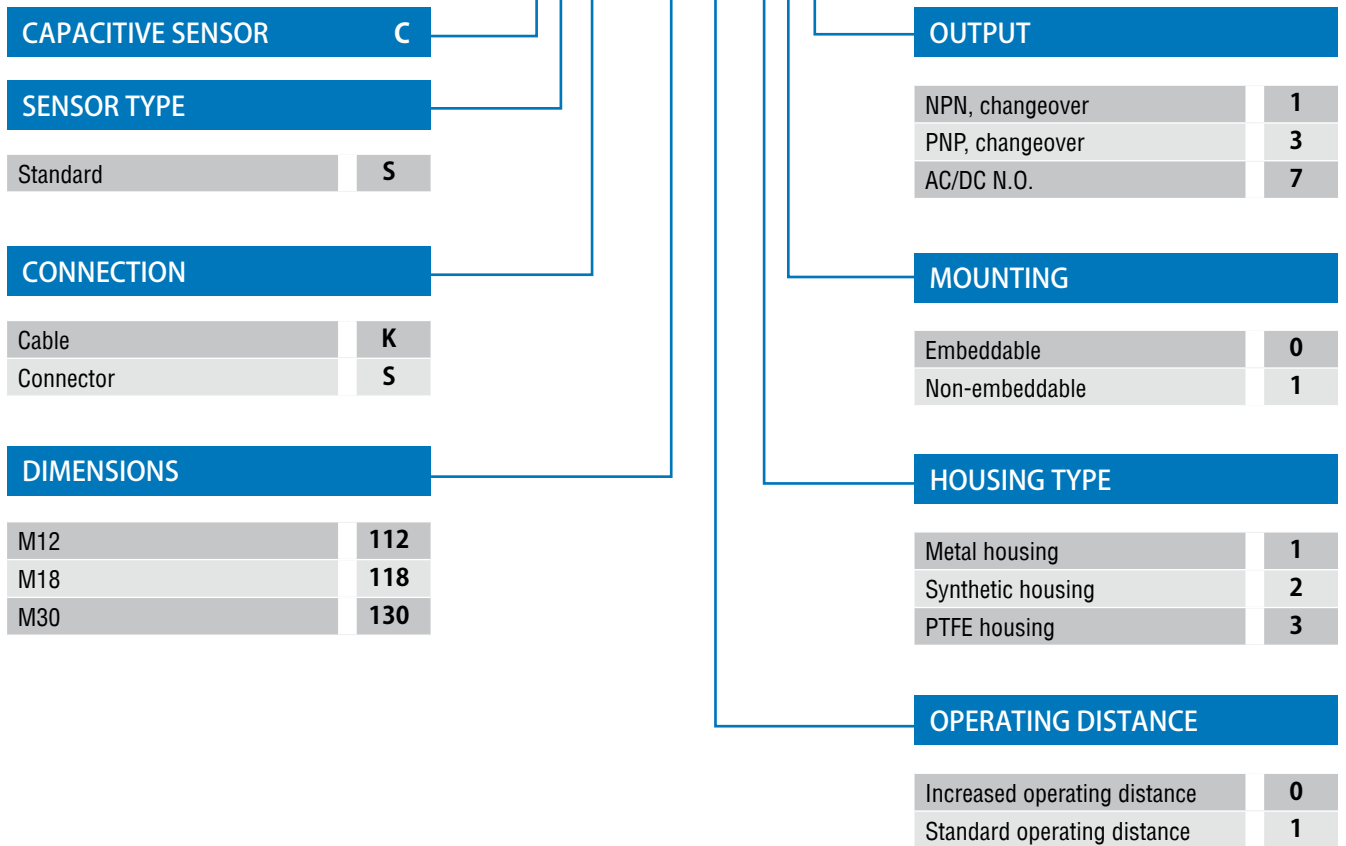 CAPACITIVE SENSOR C
SENSOR TYPE
Standard S
CONNECTION
Cable K
Connector S
DIMENSIONS
M12 112
M18 118
M30 130
OUTPUT
NPN, changeover 1
PNP, changeover 3
AC/DC N.O. 7
MOUNTING
Embeddable 0
Non-embeddable 1
HOUSING TYPE
Metal housing 1
Synthetic housing 2
PTFE housing 3
OPERATING DISTANCE
Increased operating distance 0
Standard operating distance 1